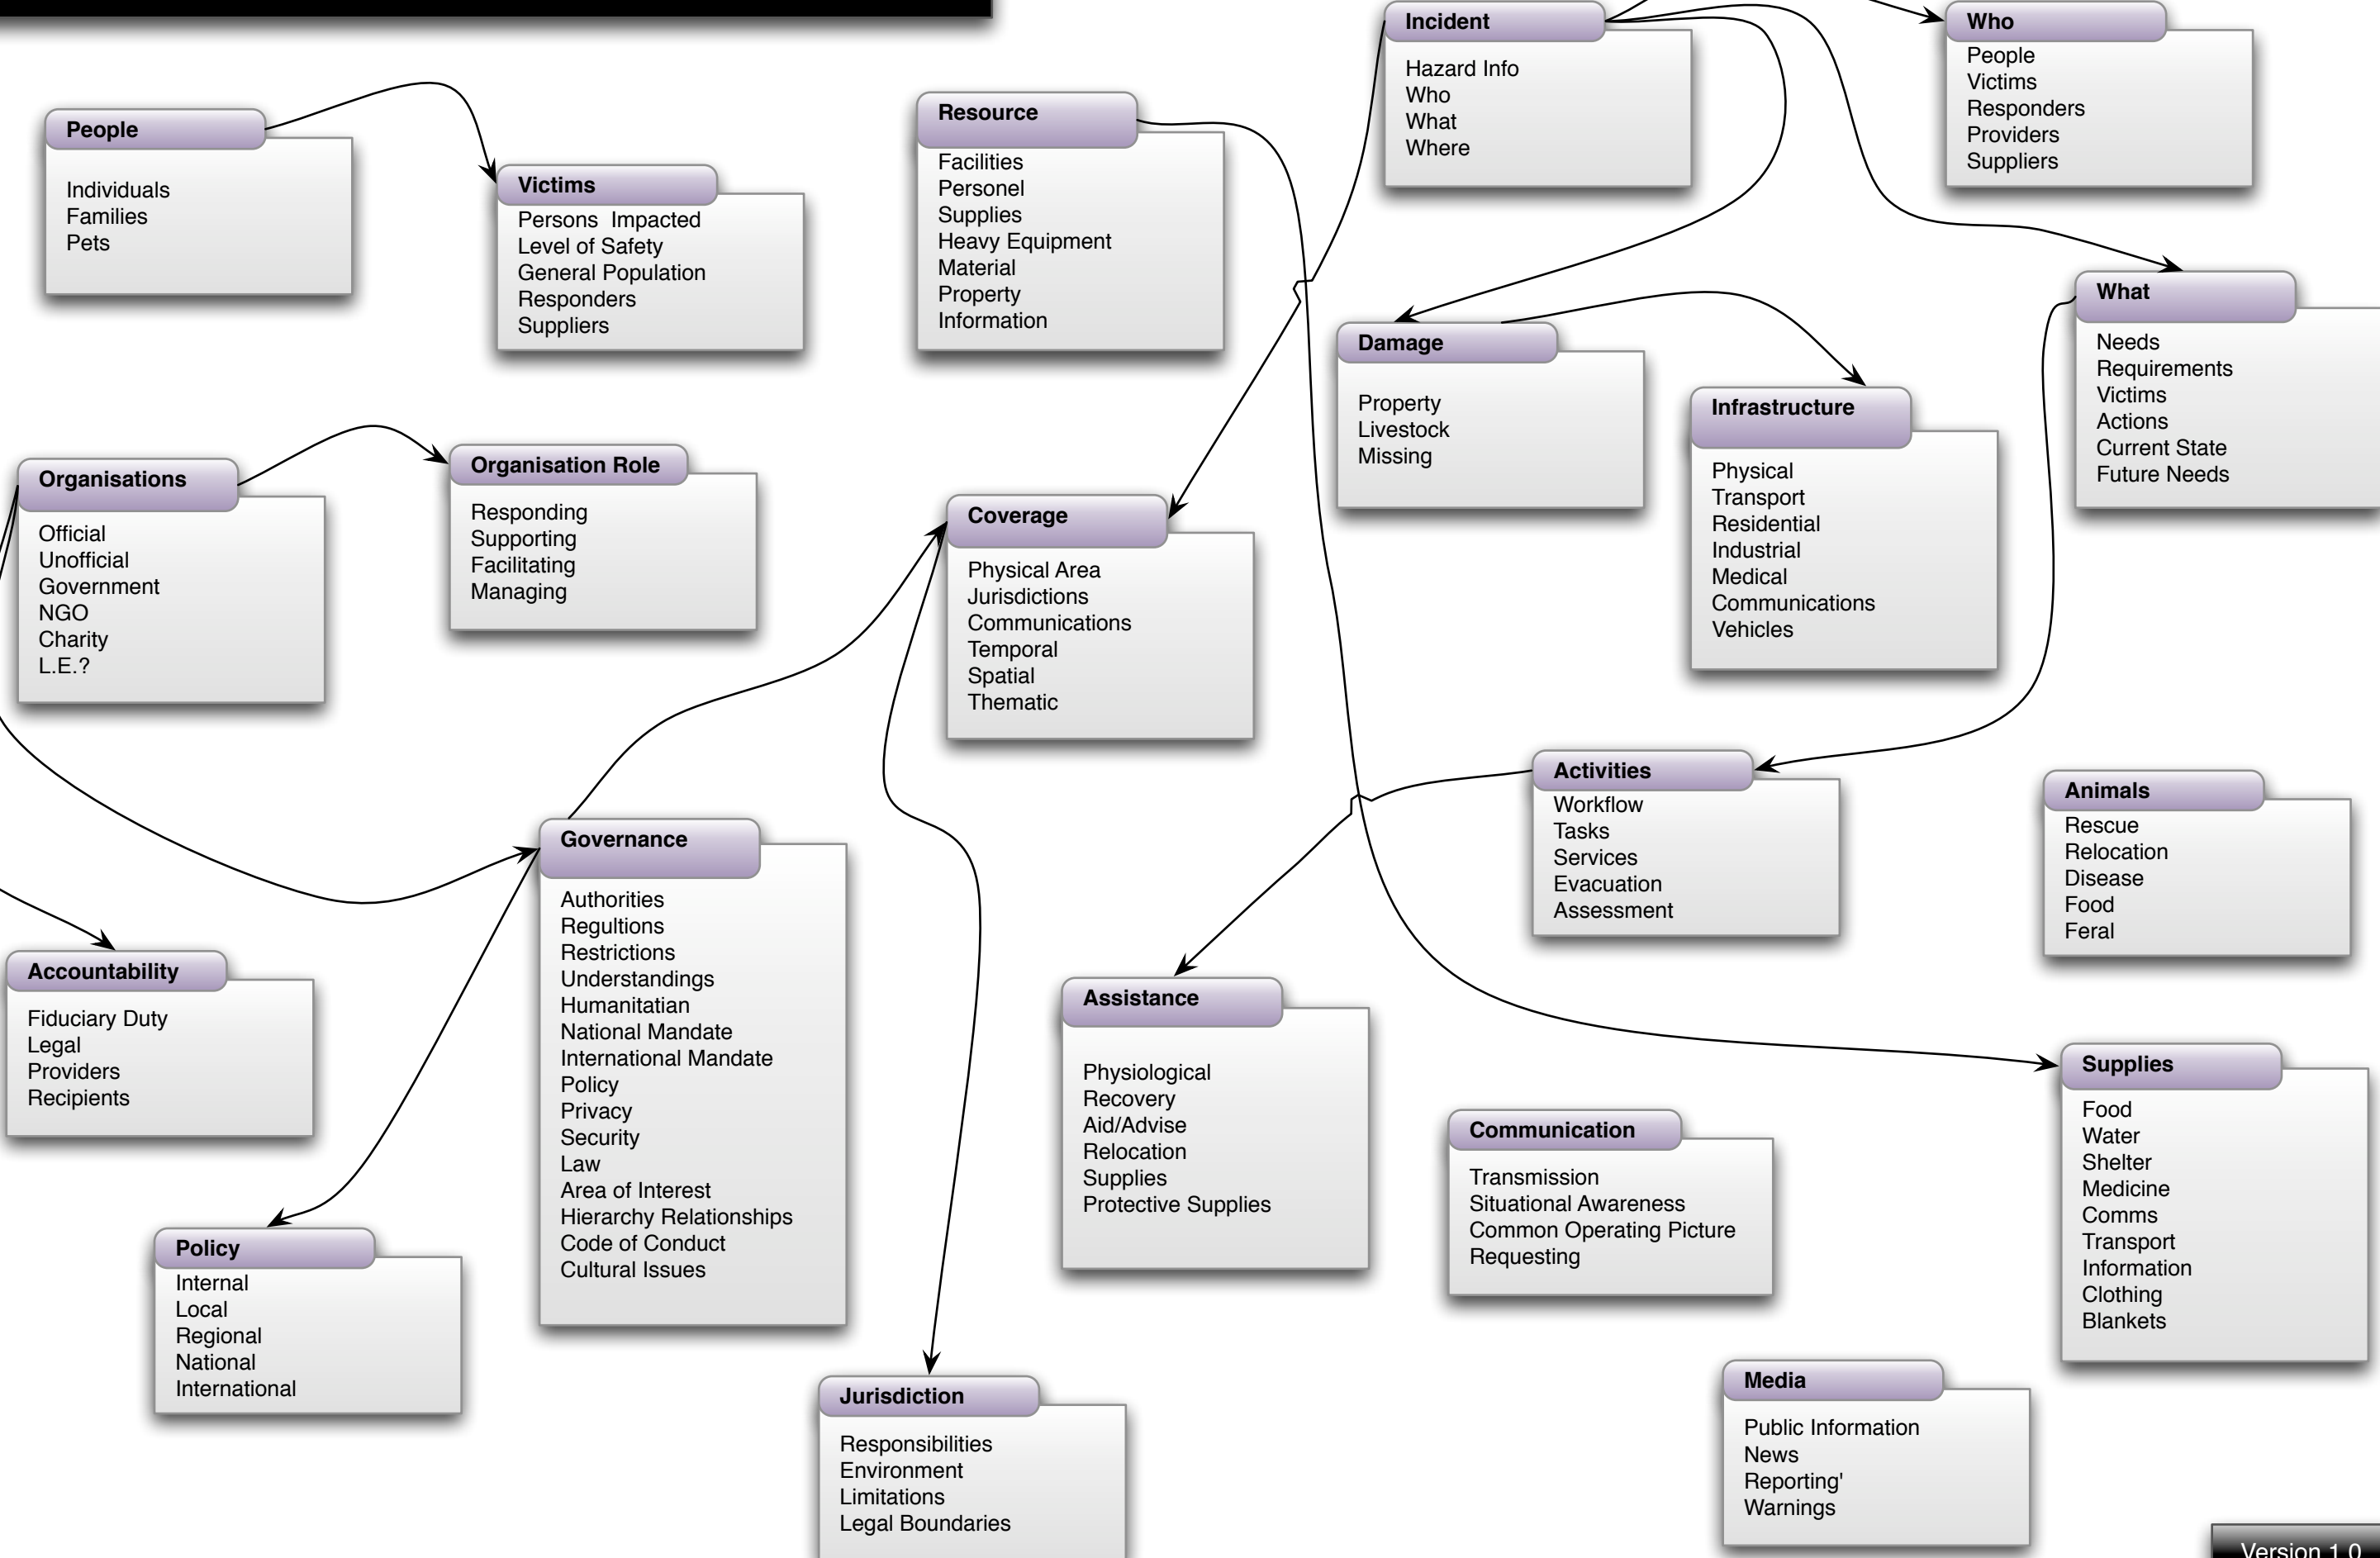 Incident
Hazard Info
Who
What
Where
Who
People
Victims
Responders
Providers
Suppliers
People
Individuals
Families
Pets
Victims
Persons  Impacted
Level of Safety
General Population
Responders
Suppliers
Resource
Facilities
Personel
Supplies
Heavy Equipment
Material
Property
Information
What
Needs
Requirements
Victims
Actions
Current State
Future Needs
Damage
Property
Livestock
Missing
Infrastructure
Physical
Transport
Residential
Industrial
Medical
Communications
Vehicles
Organisations
Official
Unofficial
Government
NGO
Charity
L.E.?
Organisation Role
Responding
Supporting
Facilitating
Managing
Coverage
Physical Area
Jurisdictions
Communications
Temporal
Spatial
Thematic
Activities
Workflow
Tasks
Services
Evacuation
Assessment
Animals
Rescue
Relocation
Disease
Food
Feral
Governance
Authorities
Regultions
Restrictions
Understandings
Humanitatian
National Mandate
International Mandate
Policy
Privacy
Security
Law
Area of Interest
Hierarchy Relationships
Code of Conduct
Cultural Issues
Accountability
Fiduciary Duty
Legal
Providers
Recipients
Assistance
Physiological
Recovery
Aid/Advise
Relocation
Supplies
Protective Supplies
Supplies
Food
Water
Shelter
Medicine
Comms
Transport
Information
Clothing
Blankets
Communication
Transmission
Situational Awareness
Common Operating Picture
Requesting
Policy
Internal
Local
Regional
National
International
Jurisdiction
Responsibilities
Environment
Limitations
Legal Boundaries
Media
Public Information
News
Reporting'
Warnings
Version 1.0